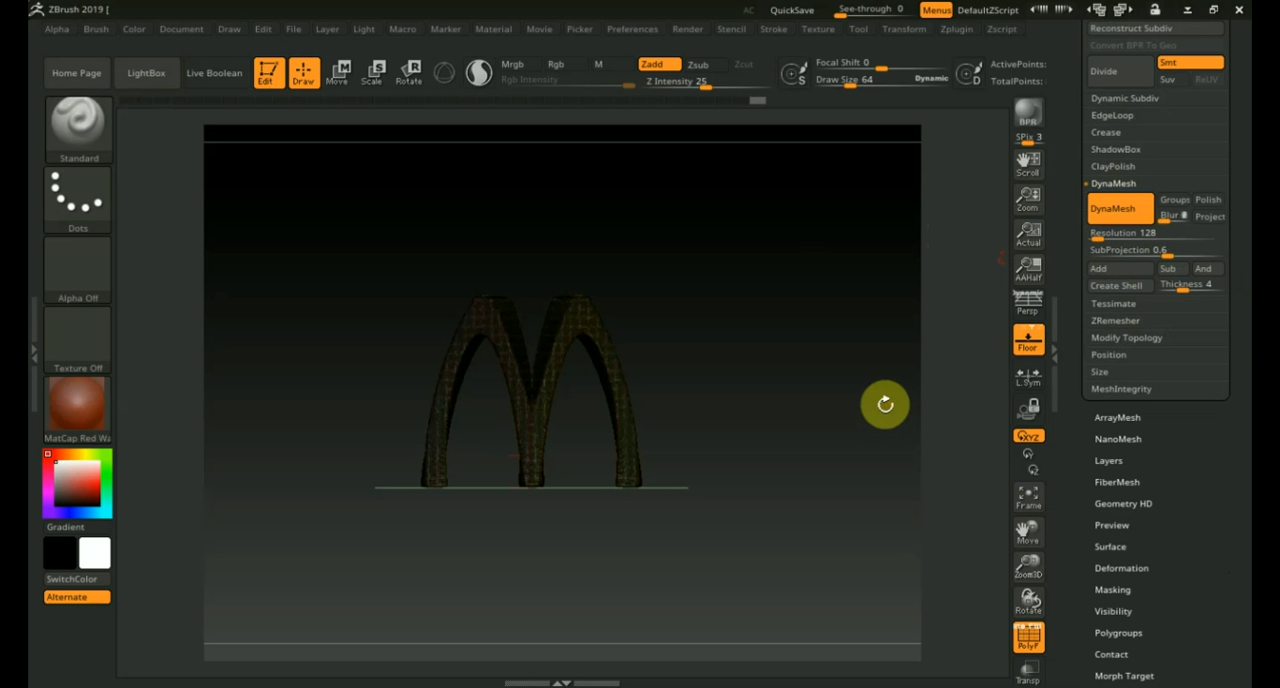 ZBrush 2019 [
AC QuickSave See-through 0 Menus DefaultZScript
Alpha Brush Color Document Draw Edit File Layer Light Macro Marker Material Movie Picker Preferences Render Stencil Stroke Texture Tool Transform Zplugin Zscript
Home Page LightBox Live Boolean Edit Draw Move Scale Rotate
Mrgb Rgb M Zadd Zsub Zcut
Rgb Intensity Z Intensity 25
Focal Shift 0
Draw Size 64 Dynamic
ActivePoints:
TotalPoints:
Standard
Dots
Alpha Off
Texture Off
MatCap Red Wa
Gradient
SwitchColor
Alternate
BPR
SPix 3
Scroll
Zoom
Actual
AAHalf
Dynamic
Persp
Floor
L.Sym
XYZ
Frame
Move
Zoom3D
Rotate
PolyF
Transp
Reconstruct Subdiv
Convert BPR To Geo
Divide Smt
Suv ReUV
Dynamic Subdiv
EdgeLoop
Crease
ShadowBox
ClayPolish
DynaMesh
DynaMesh Groups Polish
Blur Project
Resolution 128
SubProjection 0.6
Add Sub And
Create Shell Thickness 4
Tessimate
ZRemesher
Modify Topology
Position
Size
MeshIntegrity
ArrayMesh
NanoMesh
Layers
FiberMesh
Geometry HD
Preview
Surface
Deformation
Masking
Visibility
Polygroups
Contact
Morph Target